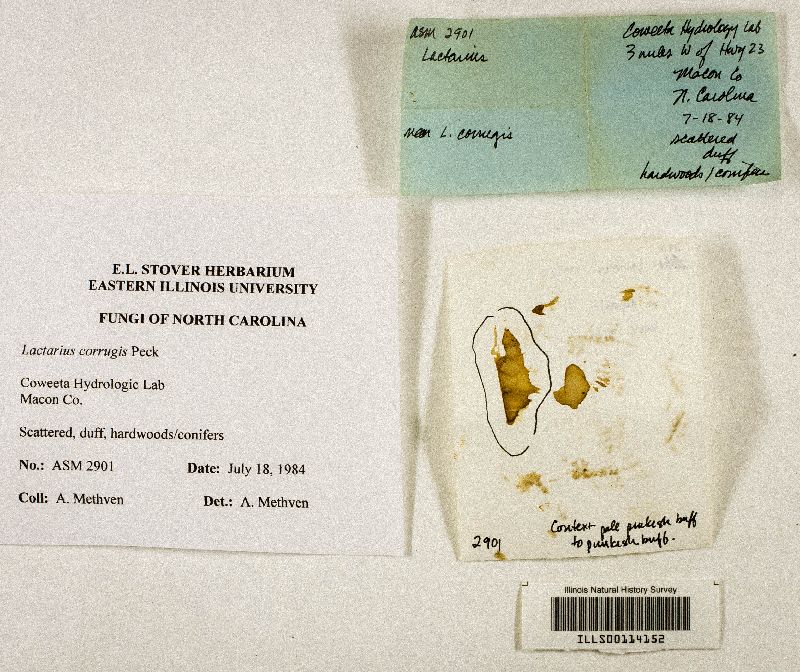 ASM 2901
Lactarius
near L. corrugis
Coweeta Hydrology Lab
3 miles W of Hwy 23
Macon Co
N. Carolina
7-18-84
scattered
duff
hardwoods/conifers
E.L. STOVER HERBARIUM
EASTERN ILLINOIS UNIVERSITY
FUNGI OF NORTH CAROLINA
Lactarius corrugis Peck
Coweeta Hydrologic Lab
Macon Co.
Scattered, duff, hardwoods/conifers
No.: ASM 2901 Date: July 18, 1984
Coll: A. Methven Det.: A. Methven
2901
Context pale pinkish buff
to pinkish buff.
Illinois Natural History Survey
ILLS00114152